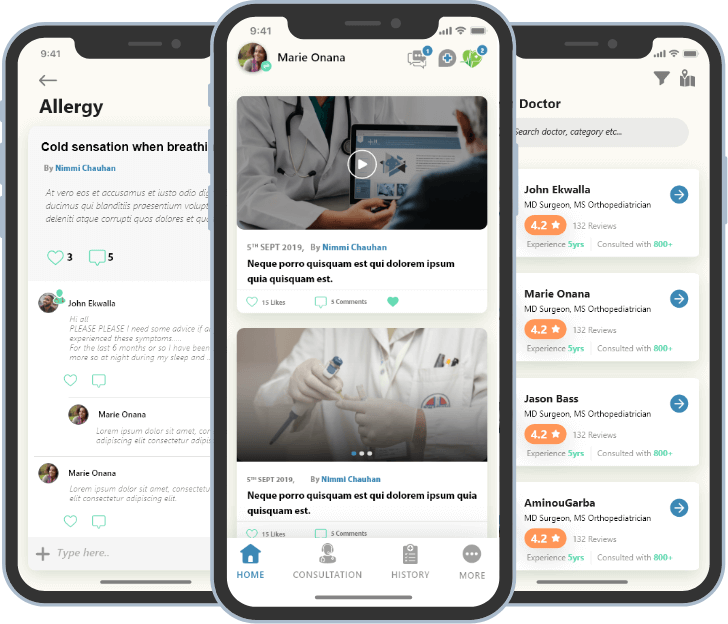 9:41
Allergy
Cold sensation when breathi
By Nimmi Chauhan
At vero eos et accusamus et iusto odio dig
ducimus qui blanditiis praesentium volupt
deleniti atque corrupti quos dolores et qua
3
5
John Ekwalla
Hi all
PLEASE PLEASE I need some advice if a
experienced these symptoms.....
For the last 6 months or so I have been
more so at night during my sleep and ..
Marie Onana
Lorem ipsum dolor sit amet, cons
adipiscing elit consectetur adipis
Marie Onana
Lorem ipsum dolor sit amet, consectetur
elit consectetur adipiscing elit.
Type here..
9:41
Marie Onana
1
2
5TH SEPT 2019, By Nimmi Chauhan
Neque porro quisquam est qui dolorem ipsum
quia quisquam est.
15 Likes
5 Comments
5TH SEPT 2019, By Nimmi Chauhan
Neque porro quisquam est qui dolorem ipsum quia
quisquam est.
15 Likes
5 Comments
HOME
CONSULTATION
HISTORY
MORE
Doctor
Search doctor, category etc...
John Ekwalla
MD Surgeon, MS Orthopediatrician
4.2 132 Reviews
Experience 5yrs Consulted with 800+
Marie Onana
MD Surgeon, MS Orthopediatrician
4.2 132 Reviews
Experience 5yrs Consulted with 800+
Jason Bass
MD Surgeon, MS Orthopediatrician
4.2 132 Reviews
Experience 5yrs Consulted with 800+
AminouGarba
MD Surgeon, MS Orthopediatrician
4.2 132 Reviews
Experience 5yrs Consulted with 800+